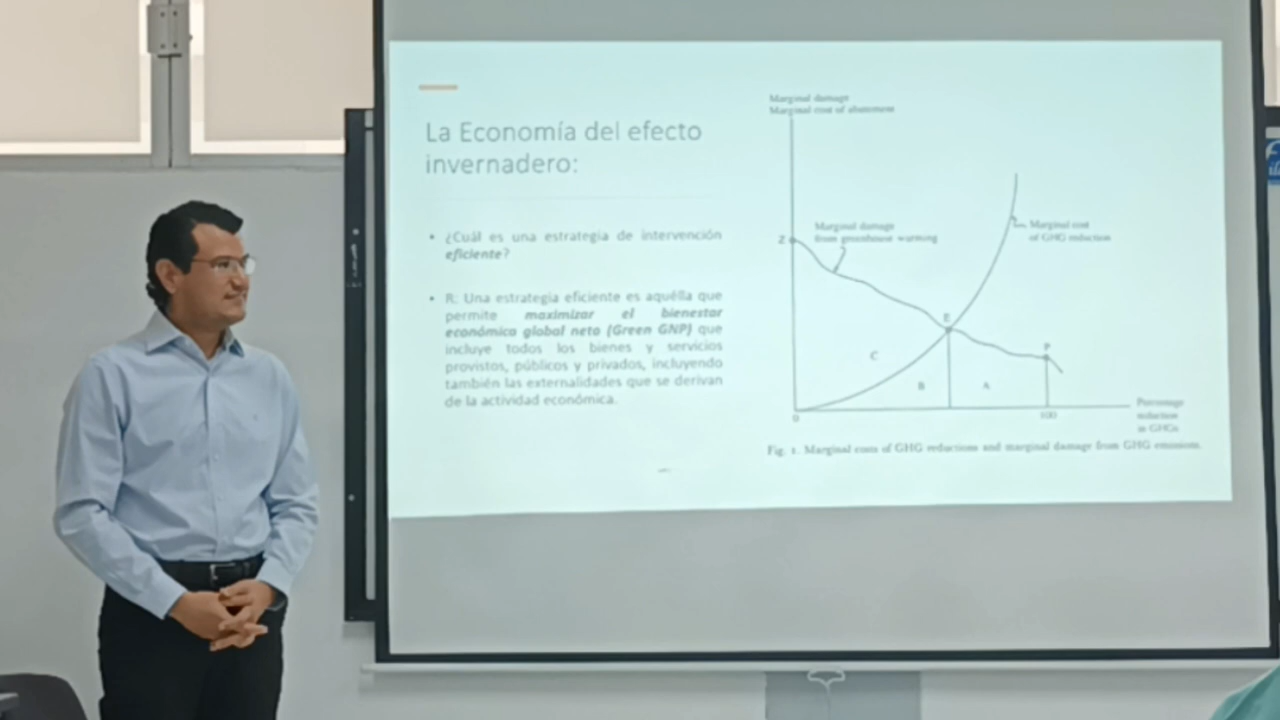 La Economía del efecto
invernadero:
• ¿Cuál es una estrategia de intervención
eficiente?
• R: Una estrategia eficiente es aquélla que
permite maximizar el bienestar
económico global neto (Green GNP) que
incluye todos los bienes y servicios
provistos, públicos y privados, incluyendo
también las externalidades que se derivan
de la actividad económica.
Marginal damage
Marginal cost of abatement
Marginal damage
from greenhouse warming
Marginal cost
of GHG reduction
Z
E
P
C
B
A
0
100
Percentage
reduction
in GHGs
Fig. 1. Marginal costs of GHG reductions and marginal damage from GHG emissions.